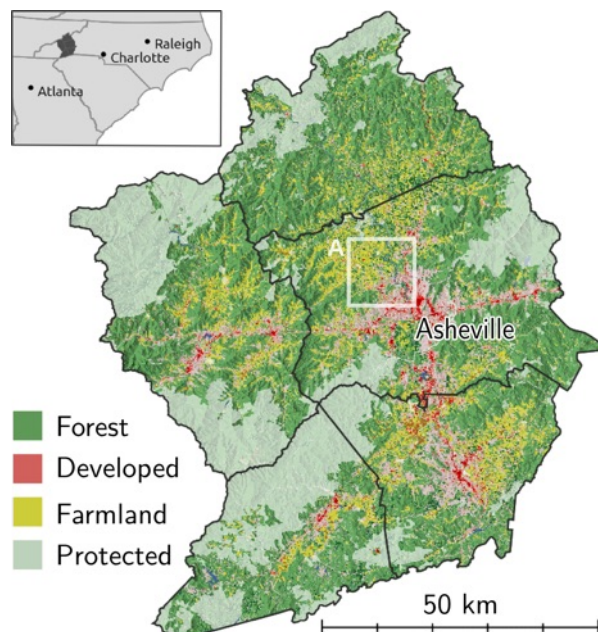 Raleigh
Charlotte
Atlanta
A
Asheville
Forest
Developed
Farmland
Protected
50 km